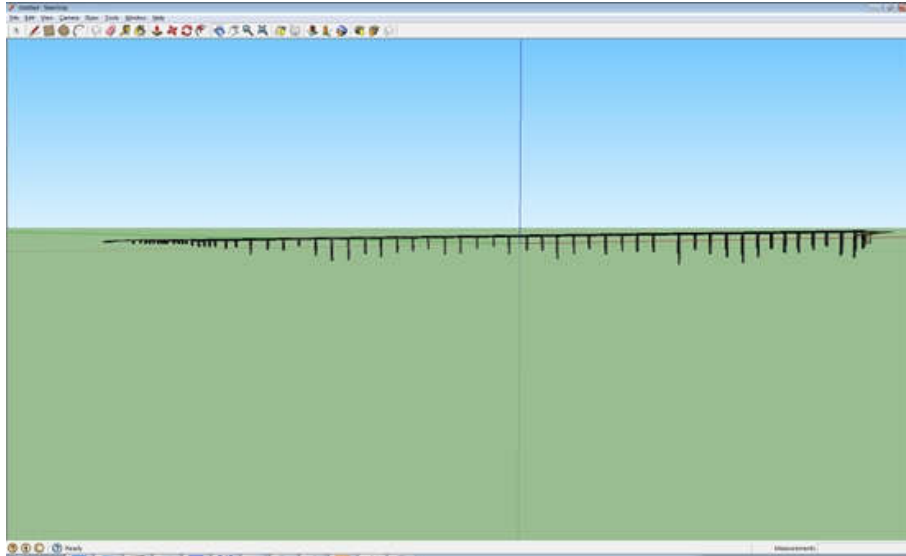 Untitled - SketchUp
File Edit View Camera Draw Tools Window Help
Ready
Measurements